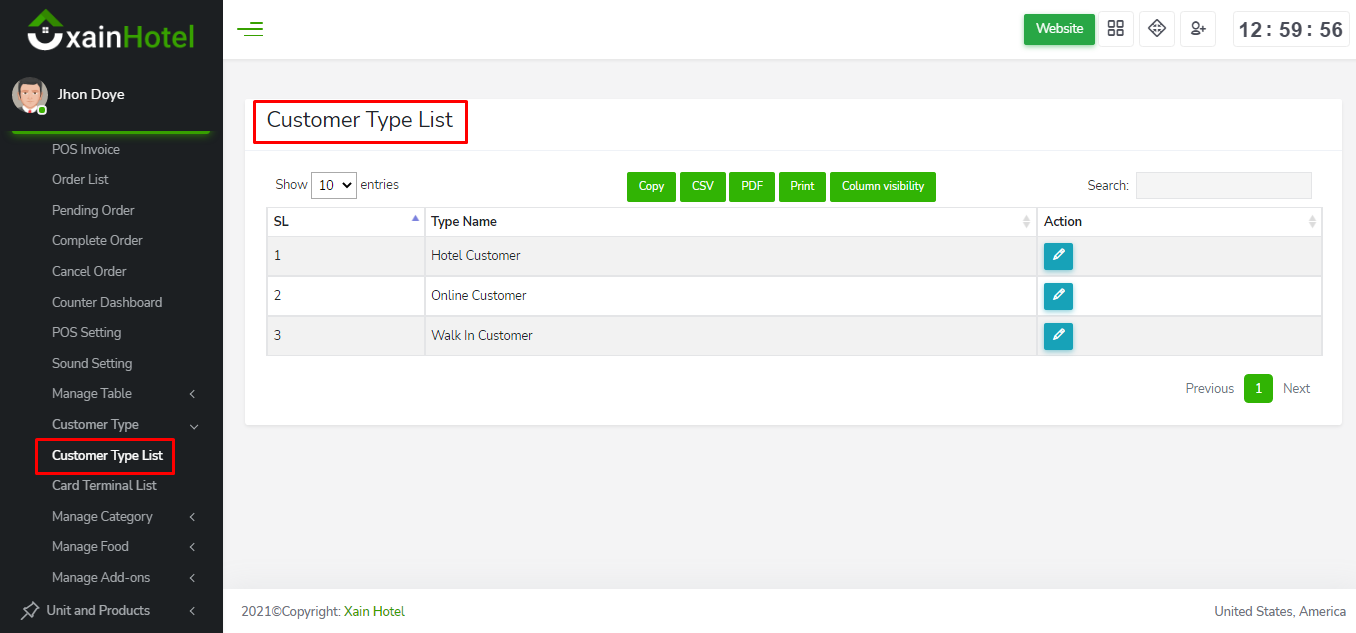 xainHotel
Jhon Doye
POS Invoice
Order List
Pending Order
Complete Order
Cancel Order
Counter Dashboard
POS Setting
Sound Setting
Manage Table
Customer Type
Customer Type List
Card Terminal List
Manage Category
Manage Food
Manage Add-ons
Unit and Products
Website
12: 59: 56
Customer Type List
Show 10 entries
Copy CSV PDF Print Column visibility
Search:
SL Type Name Action
1 Hotel Customer
2 Online Customer
3 Walk In Customer
Previous 1 Next
2021©Copyright: Xain Hotel
United States, America